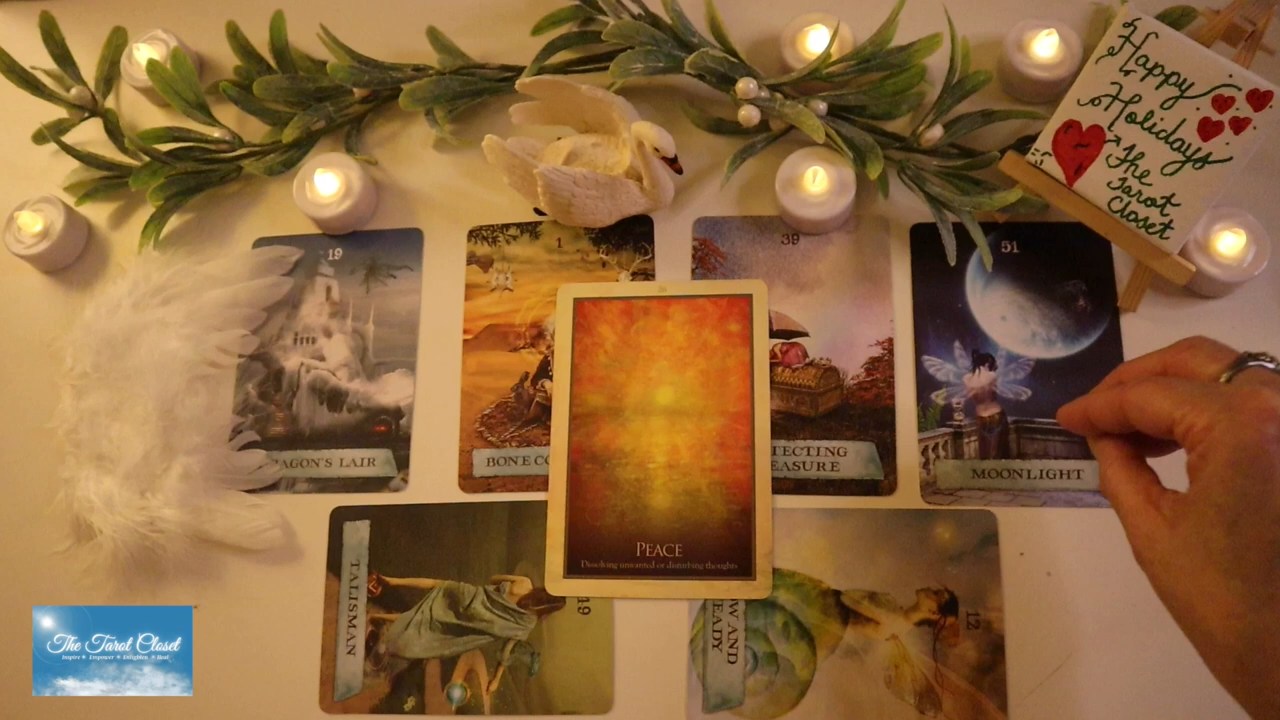 Happy
Holidays
The
Tarot
Closet
19
1
39
51
AGON'S LAIR
BONE CO
TECTING
EASURE
MOONLIGHT
PEACE
Dissolving unwanted or disturbing thoughts
TALISMAN
19
W AND
EADY
12
The Tarot Closet
Inspire Empower Enlighten Heal